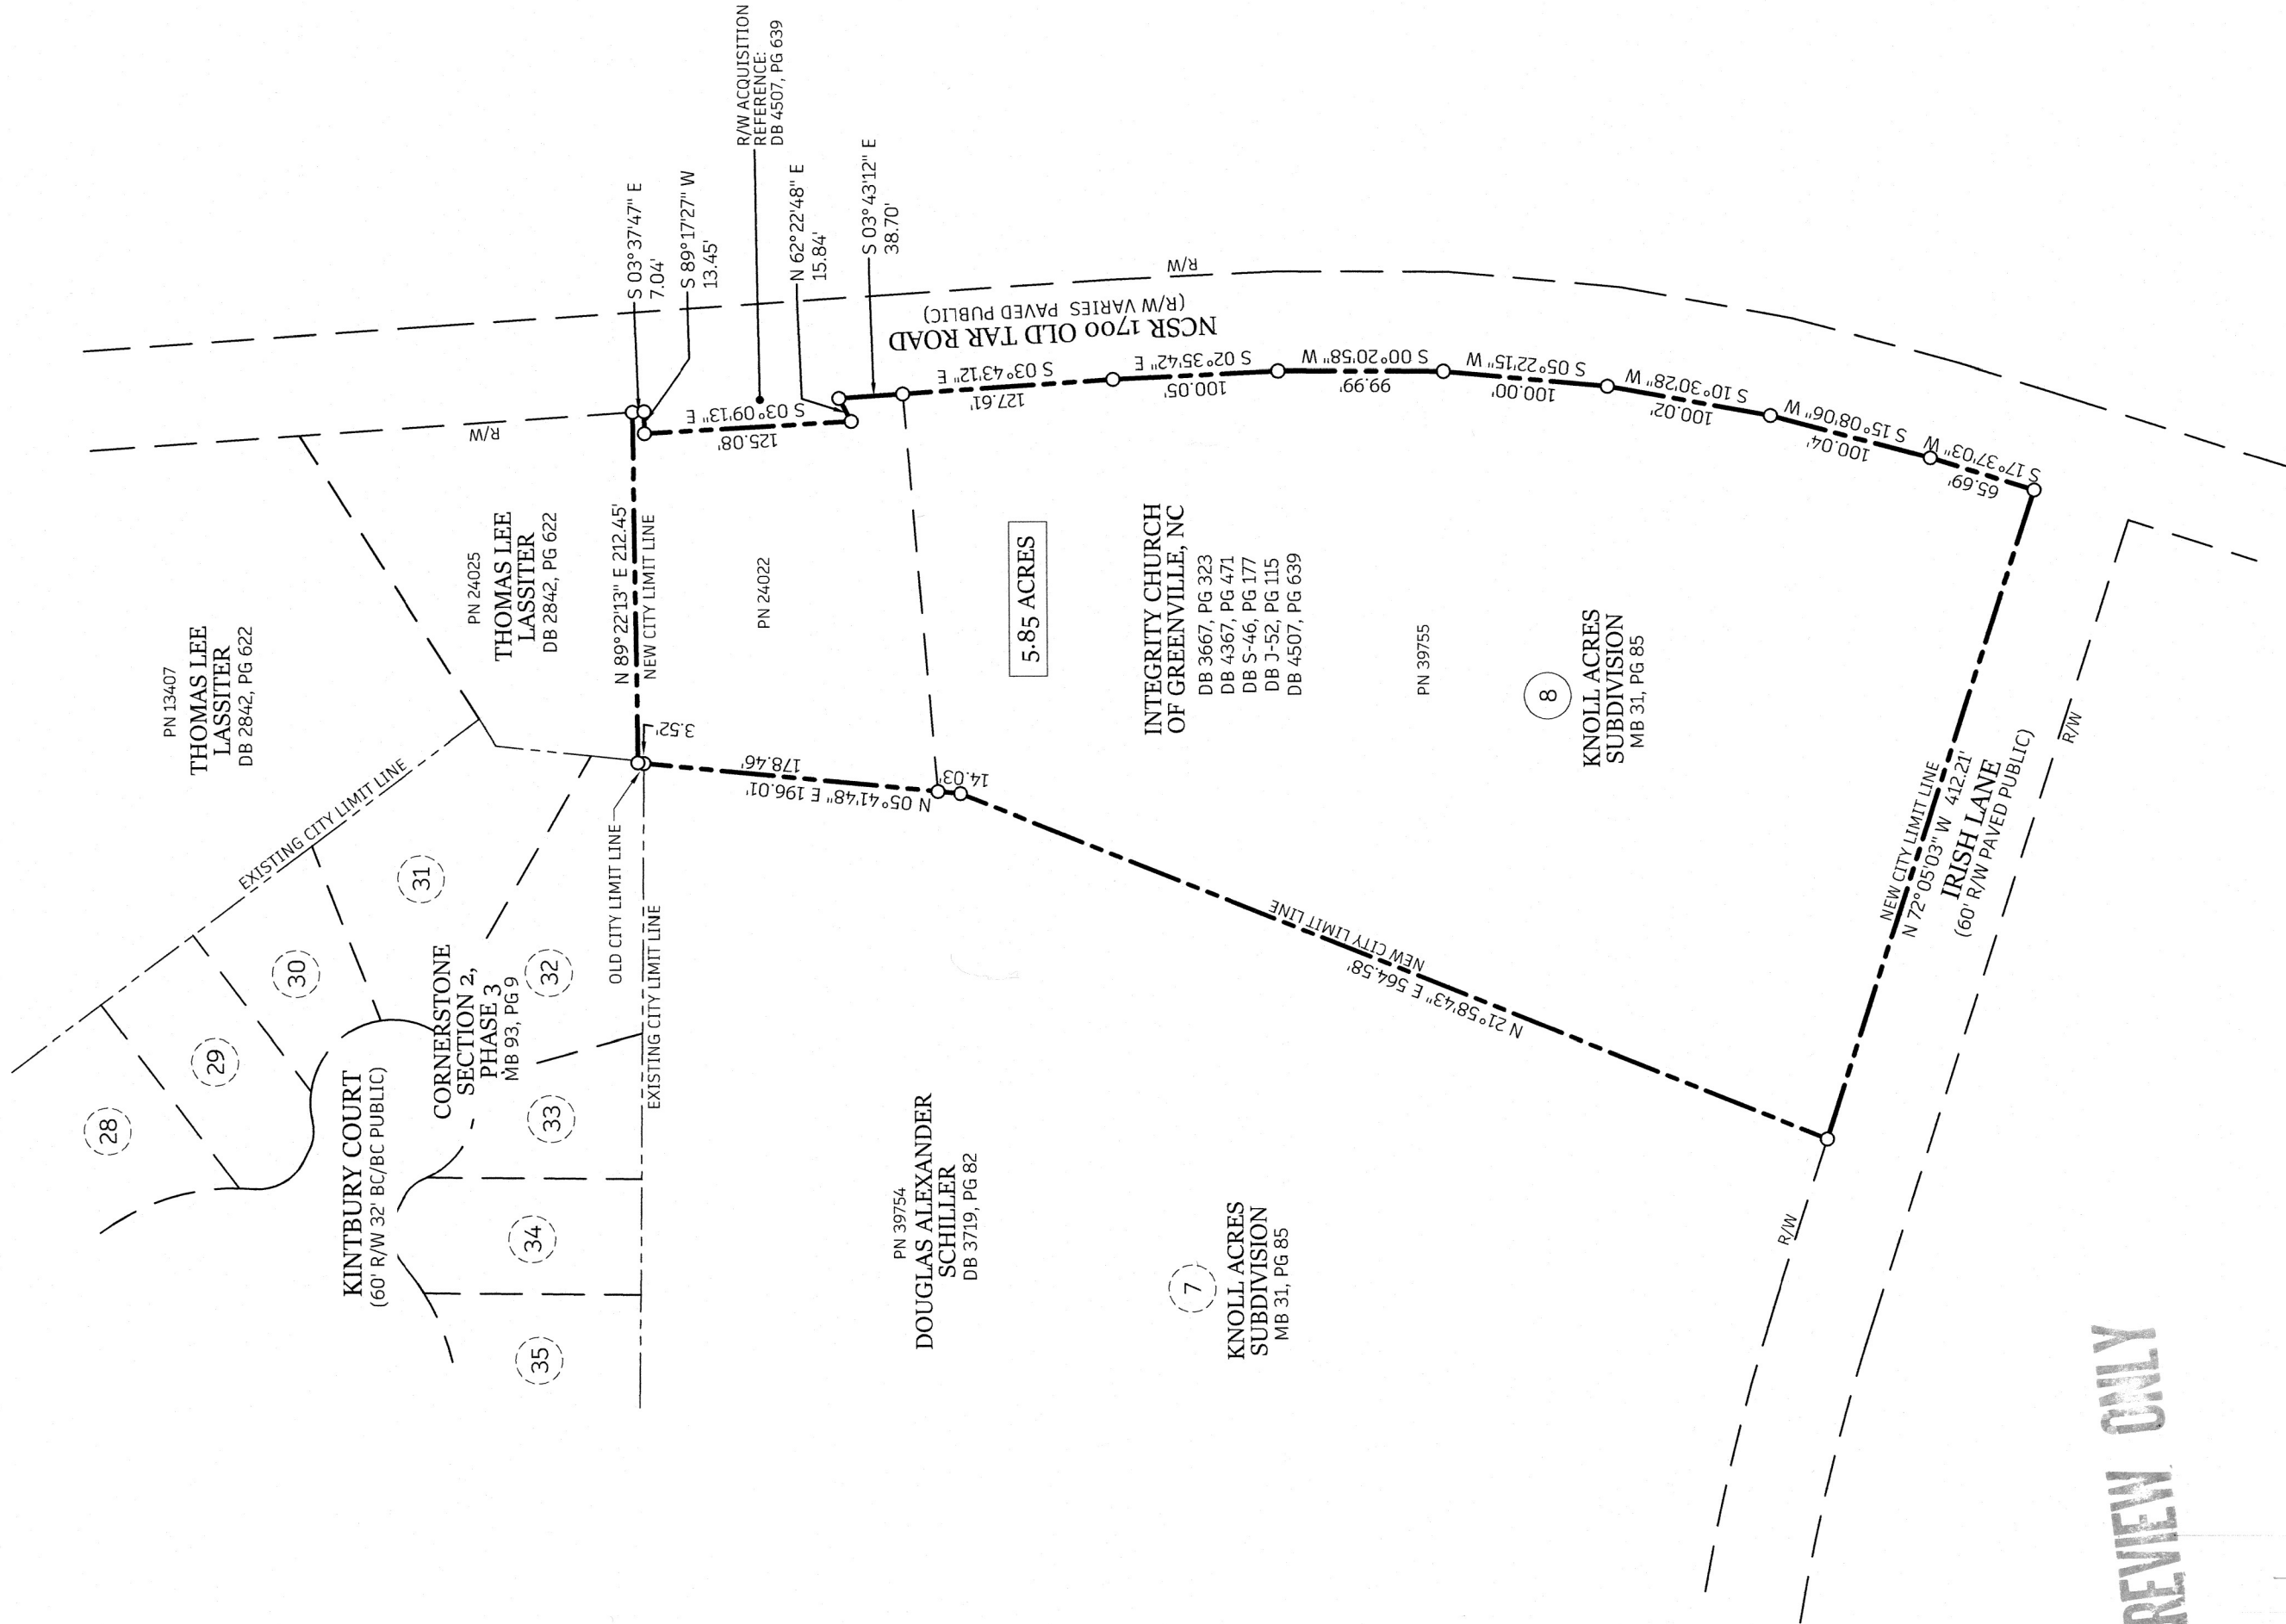 PN 13407
THOMAS LEE
LASSITER
DB 2842, PG 622
R/W ACQUISITION
REFERENCE:
DB 4507, PG 639
S 03°37'47" E
7.04'
S 89°17'27" W
13.45'
N 62°22'48" E
15.84'
S 03°43'12" E
38.70'
R/W
PN 24025
THOMAS LEE
LASSITER
DB 2842, PG 622
N 89°22'13" E 212.45'
NEW CITY LIMIT LINE
S 03°09'13" E
125.08'
PN 24022
EXISTING CITY LIMIT LINE
28
29
30
31
32
33
34
35
KINTBURY COURT
(60' R/W 32' BC/BC PUBLIC)
CORNERSTONE
SECTION 2,
PHASE 3
MB 93, PG 9
OLD CITY LIMIT LINE
EXISTING CITY LIMIT LINE
3.52'
178.46'
N 05°41'48" E 196.01'
14.03'
5.85 ACRES
R/W
NCSR 1700 OLD TAR ROAD
(R/W VARIES PAVED PUBLIC)
S 03°43'12" E
127.61'
S 02°35'42" E
100.05'
S 00°20'58" W
99.99'
S 05°22'15" W
100.00'
S 10°30'28" W
100.02'
S 15°08'06" W
100.04'
S 17°37'03" W
65.69'
INTEGRITY CHURCH
OF GREENVILLE, NC
DB 3667, PG 323
DB 4367, PG 471
DB S-46, PG 177
DB J-52, PG 115
DB 4507, PG 639
PN 39755
8
KNOLL ACRES
SUBDIVISION
MB 31, PG 85
NEW CITY LIMIT LINE
N 21°58'43" E 564.58'
PN 39754
DOUGLAS ALEXANDER
SCHILLER
DB 3719, PG 82
7
KNOLL ACRES
SUBDIVISION
MB 31, PG 85
NEW CITY LIMIT LINE
N 72°05'03" W 412.21'
IRISH LANE
(60' R/W PAVED PUBLIC)
R/W
R/W
REVIEW ONLY